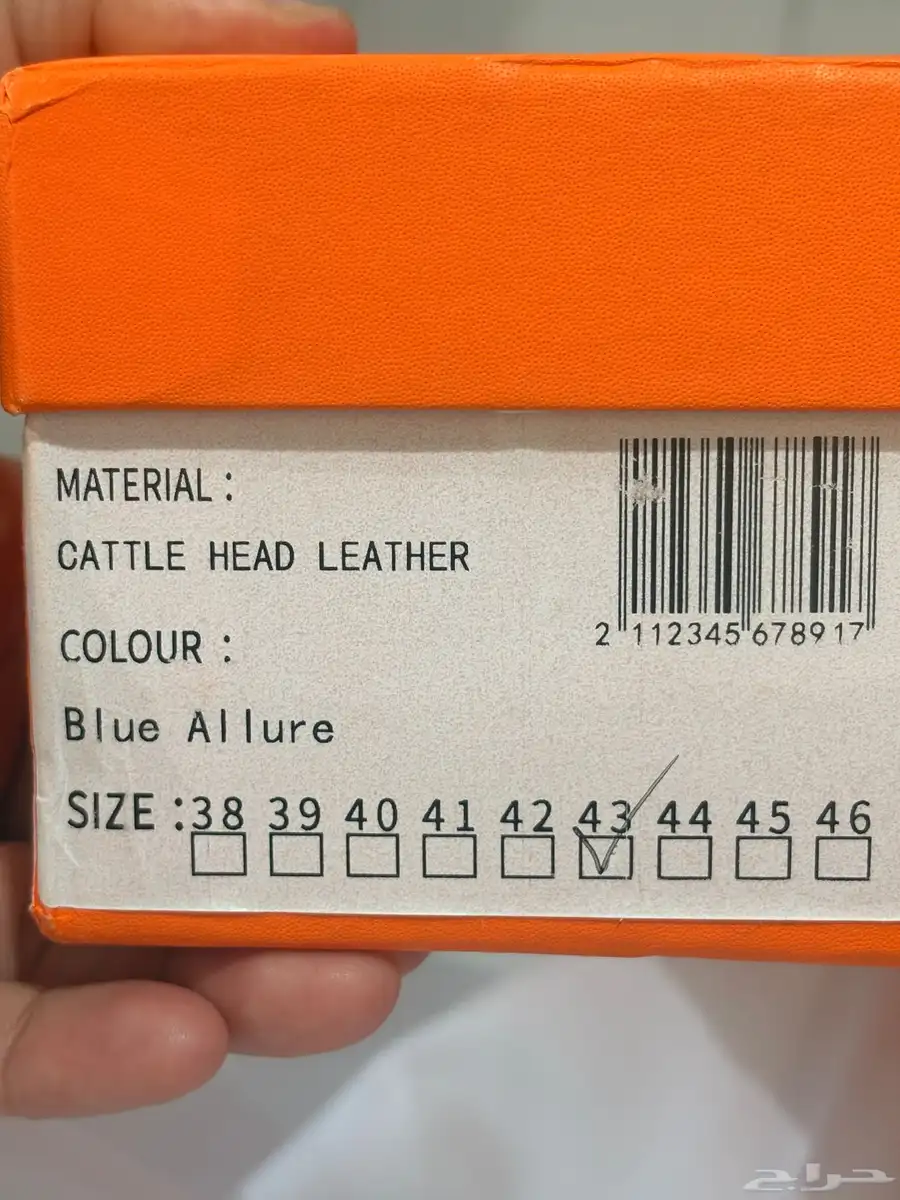 MATERIAL :
CATTLE HEAD LEATHER
2 112345 678917
COLOUR :
Blue Allure
SIZE : 38 39 40 41 42 43 44 45 46
حراج